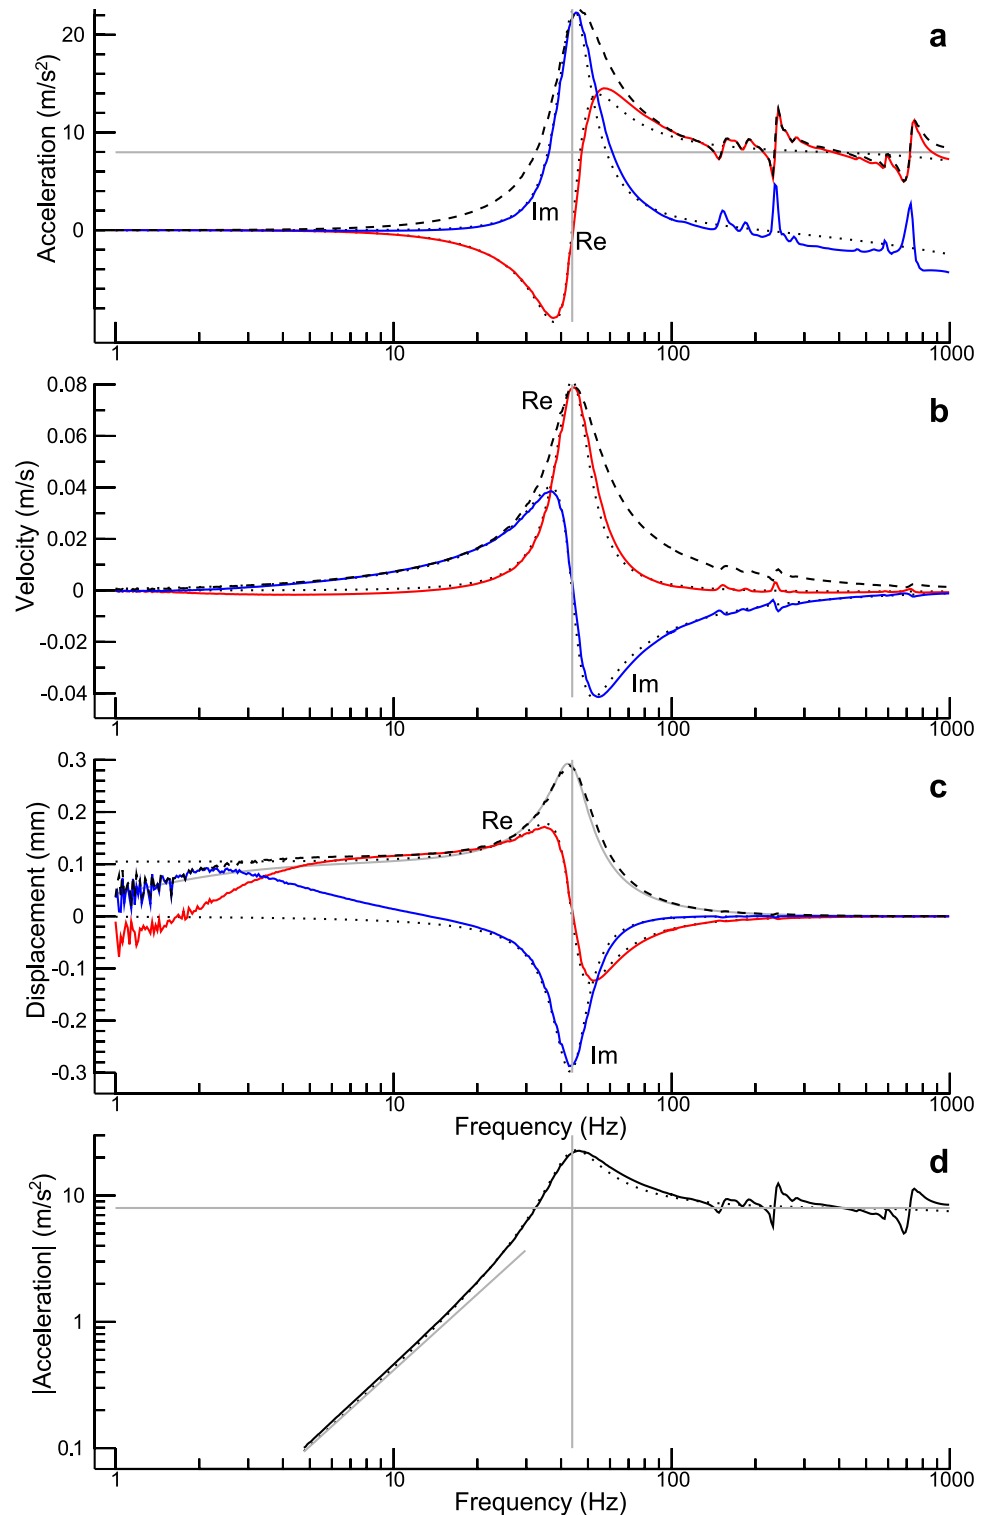 a
20
10
0
Acceleration (m/s²)
Im
Re
1
10
100
1000
b
0.08
0.06
0.04
0.02
0
-0.02
-0.04
Velocity (m/s)
Re
Im
1
10
100
1000
c
0.3
0.2
0.1
0
-0.1
-0.2
-0.3
Displacement (mm)
Re
Im
1
10
100
1000
Frequency (Hz)
d
10
1
0.1
|Acceleration| (m/s²)
1
10
100
1000
Frequency (Hz)